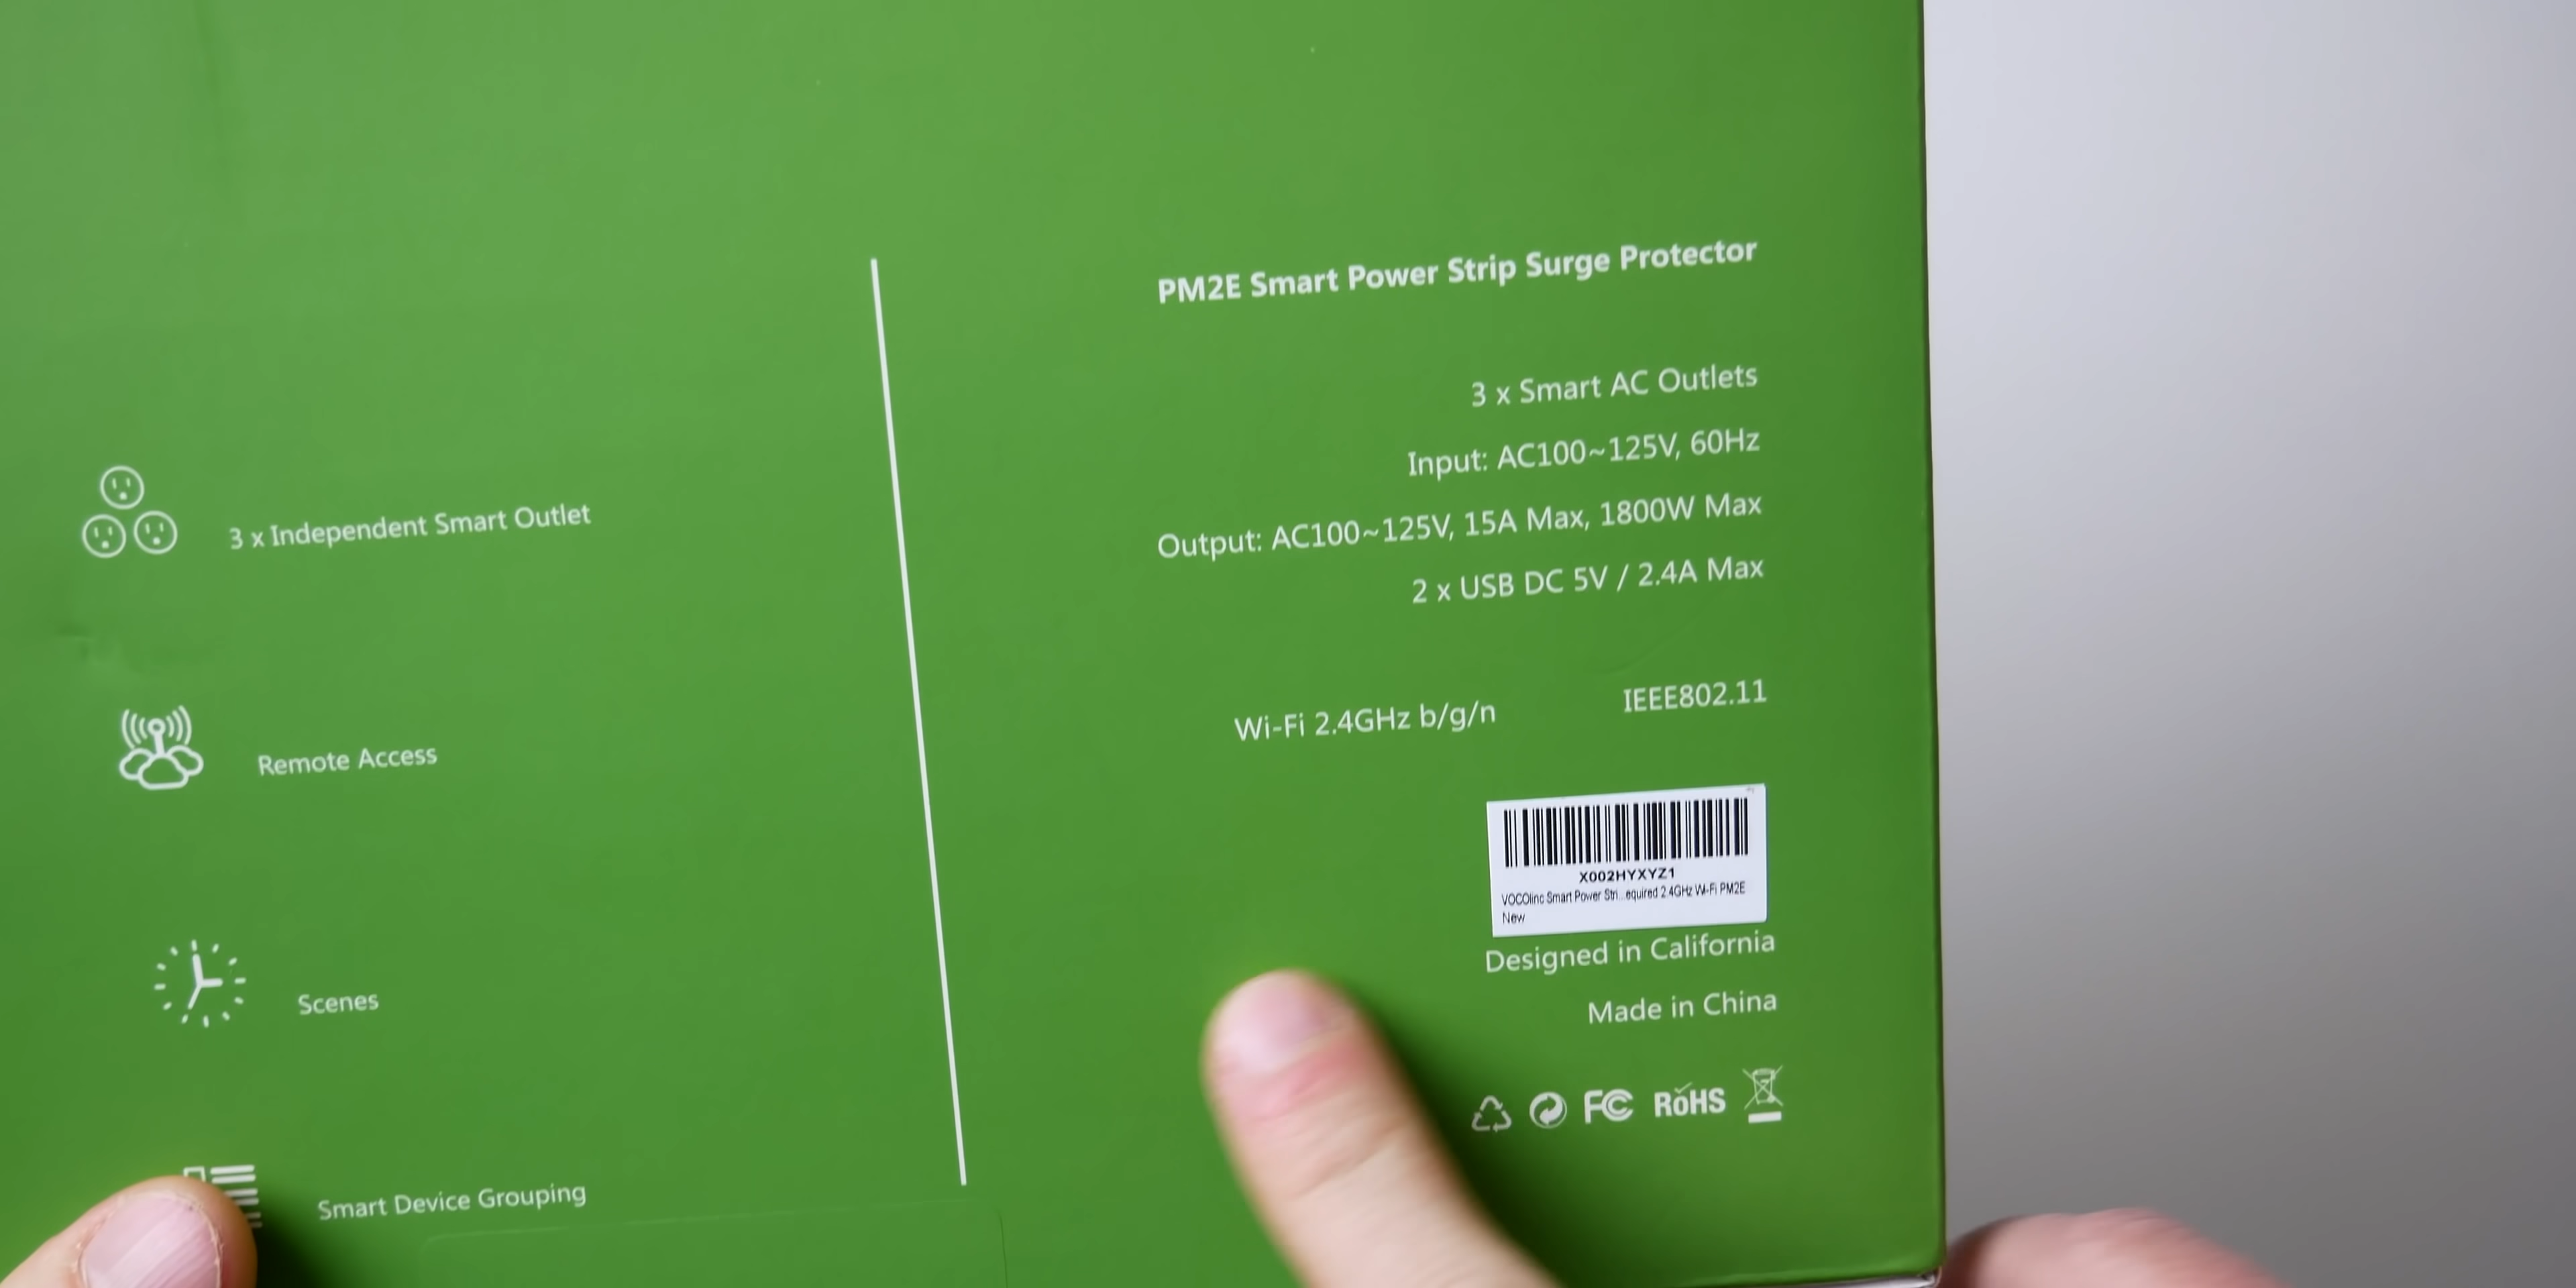 3 x Independent Smart Outlet
Remote Access
Scenes
Smart Device Grouping
PM2E Smart Power Strip Surge Protector
3 x Smart AC Outlets
Input: AC100~125V, 60Hz
Output: AC100~125V, 15A Max, 1800W Max
2 x USB DC 5V / 2.4A Max
Wi-Fi 2.4GHz b/g/n IEEE802.11
X002HYXYZ1
VOCOlinc Smart Power Stri...equired 2.4GHz Wi-Fi PM2E
New
Designed in California
Made in China
FC RoHS